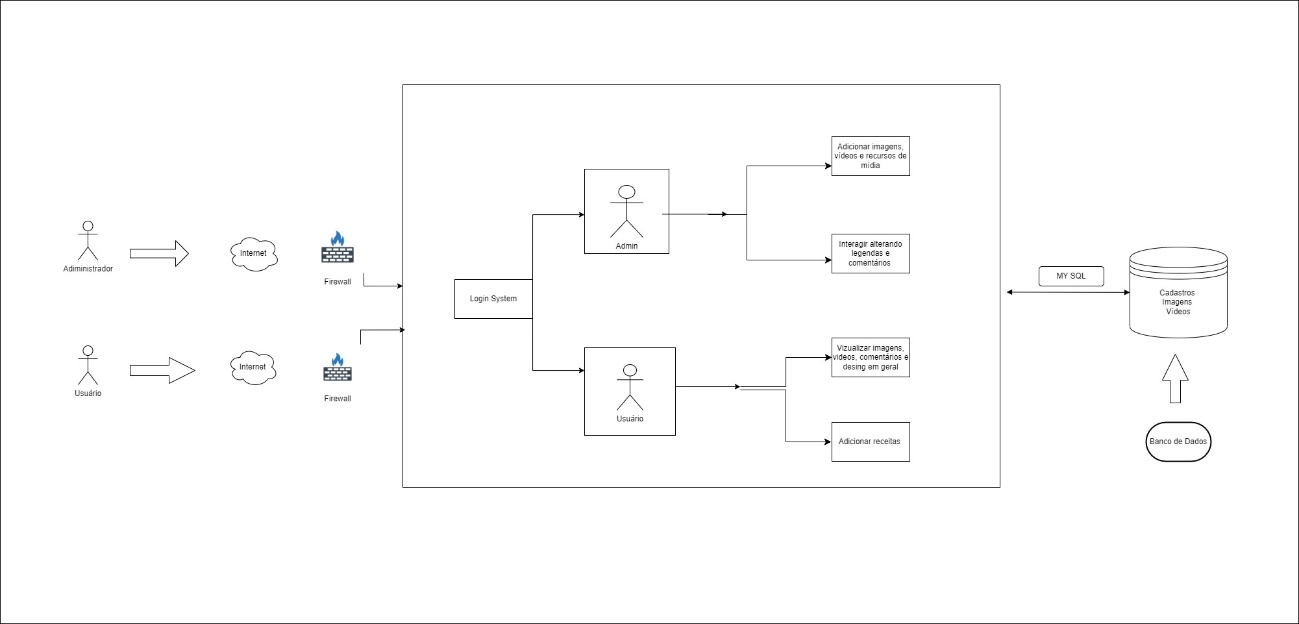 Adiministrador
Internet
Firewall
Usuário
Internet
Firewall
Login System
Admin
Usuário
Adicionar imagens,
vídeos e recursos de
mídia
Interagir alterando
legendas e
comentários
Vizualizar imagens,
videos, comentários e
desing em geral
Adicionar receitas
MY SQL
Cadastros
Imagens
Vídeos
Banco de Dados